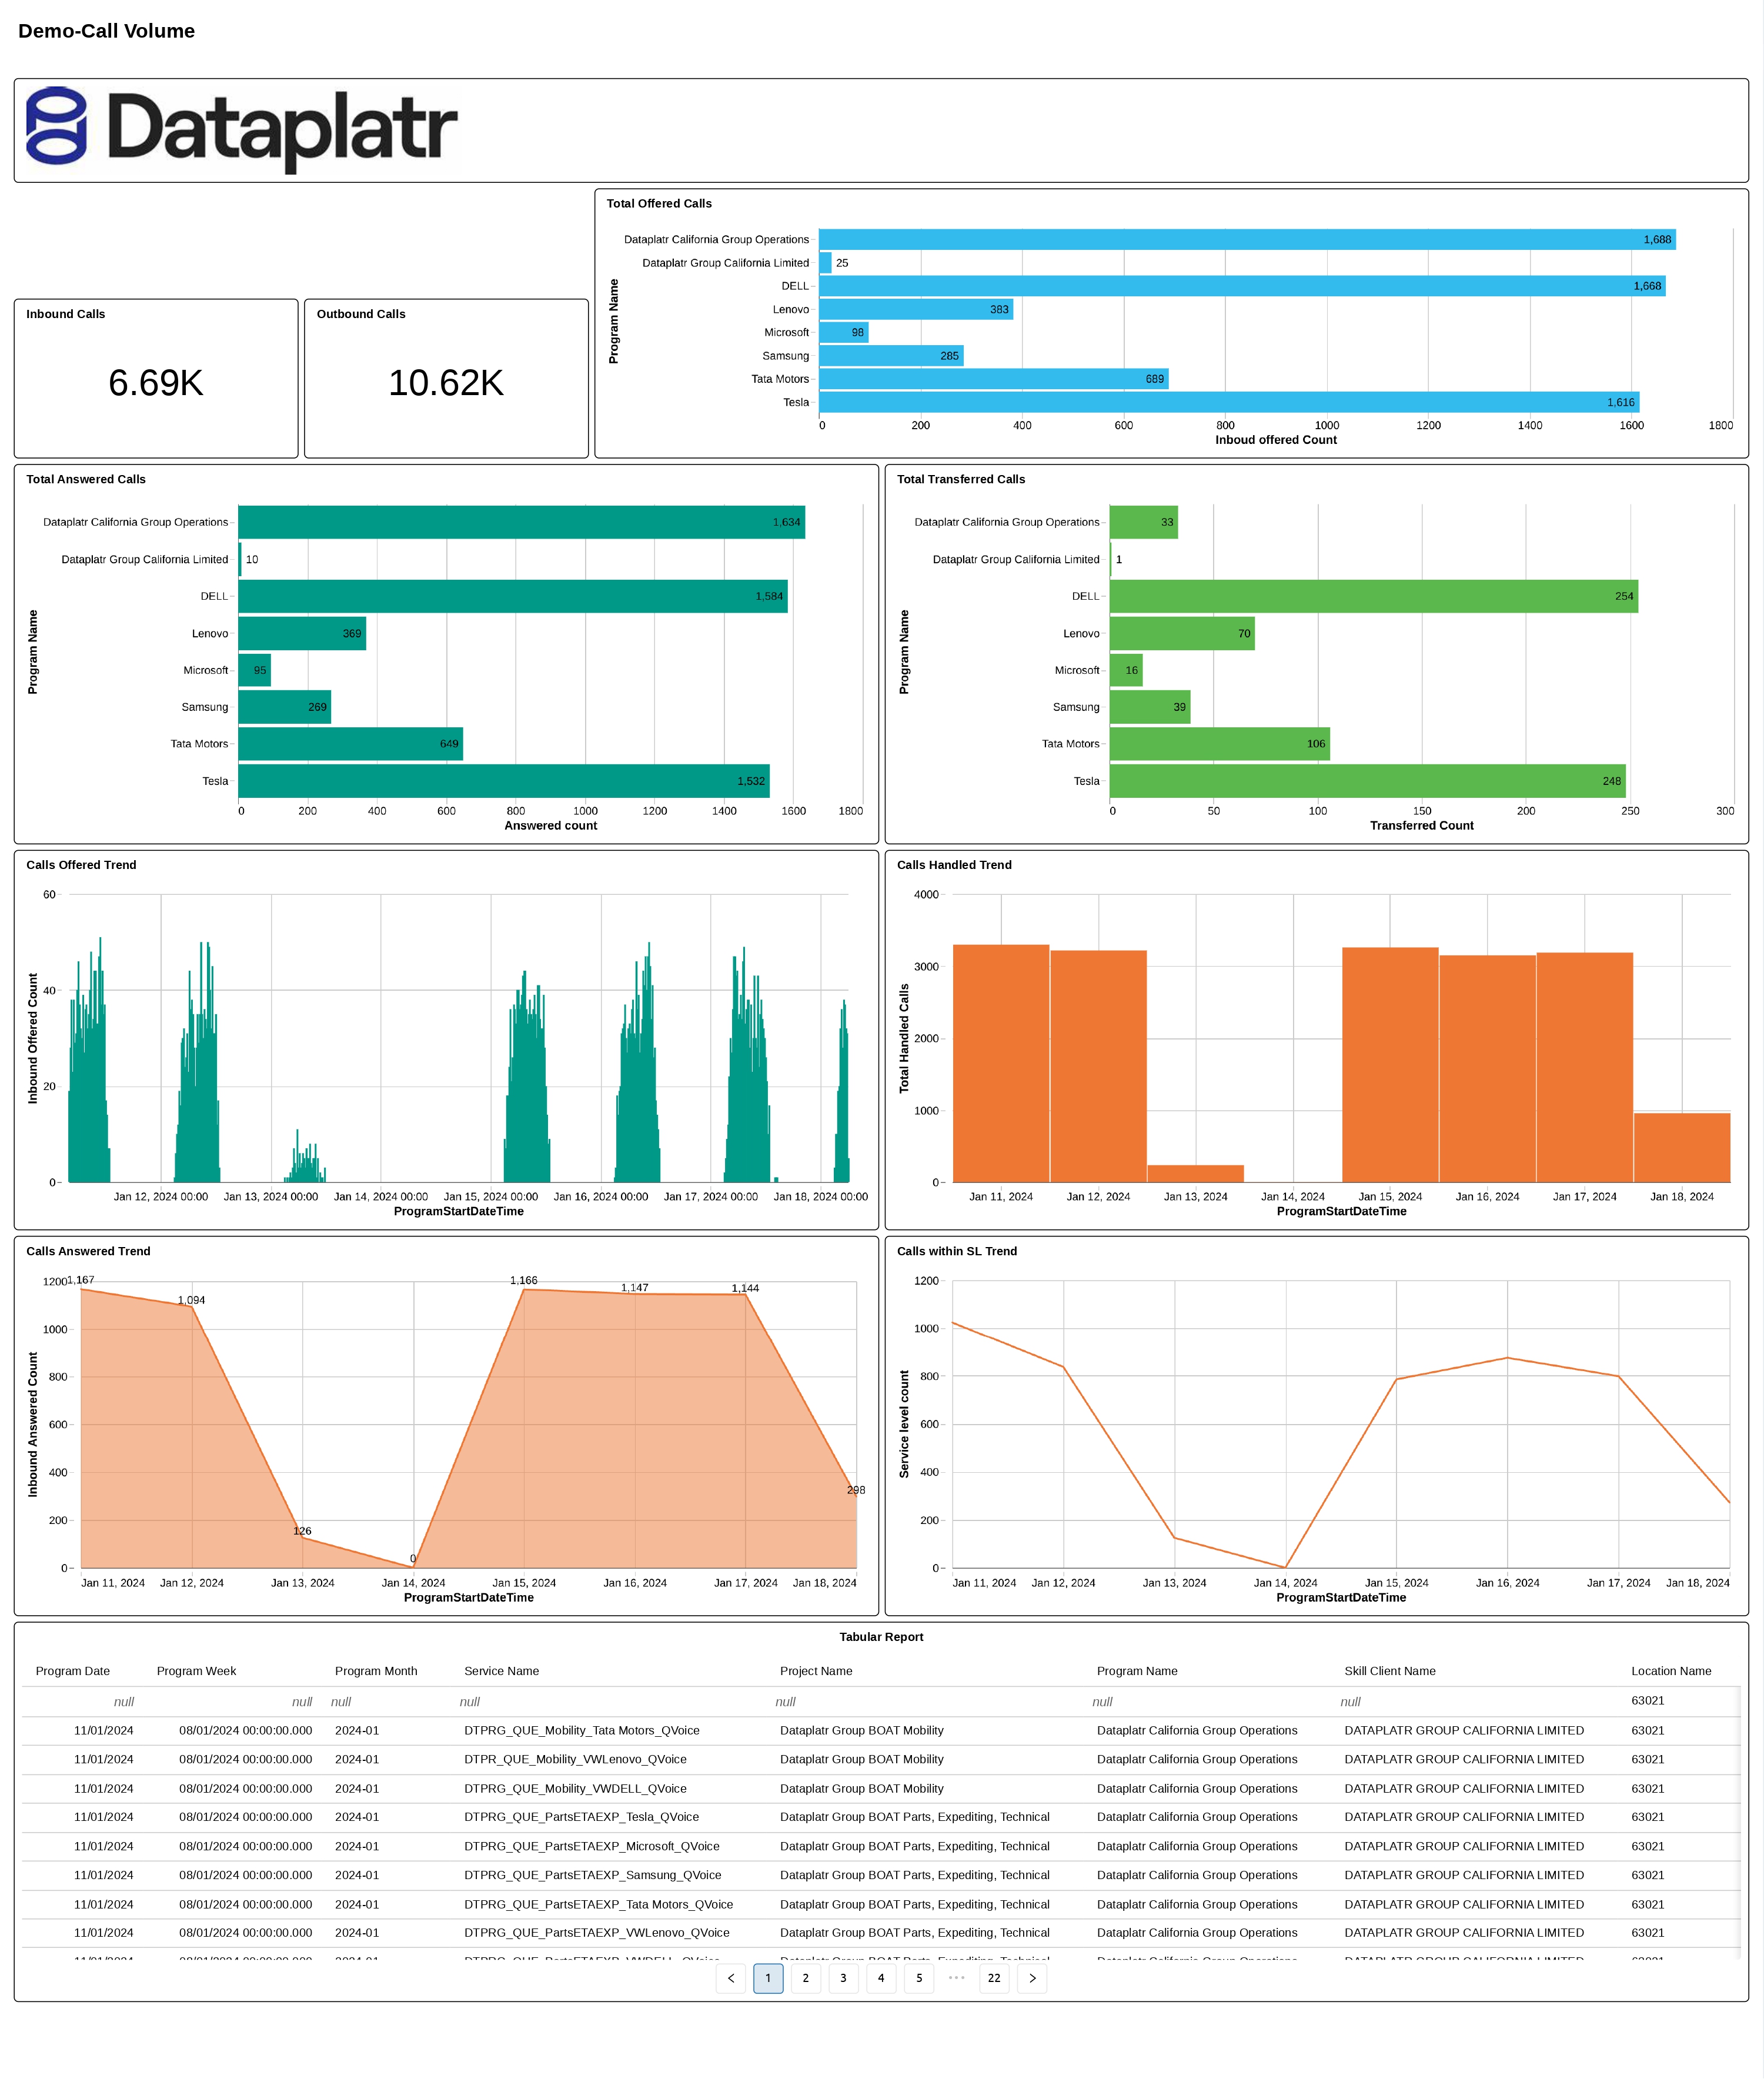 Demo-Call Volume
Dataplatr
Inbound Calls
6.69K
Outbound Calls
10.62K
Total Offered Calls
Program Name
Dataplatr California Group Operations
Dataplatr Group California Limited
DELL
Lenovo
Microsoft
Samsung
Tata Motors
Tesla
1,688
25
1,668
383
98
285
689
1,616
0 200 400 600 800 1000 1200 1400 1600 1800
Inboud offered Count
Total Answered Calls
Program Name
Dataplatr California Group Operations
Dataplatr Group California Limited
DELL
Lenovo
Microsoft
Samsung
Tata Motors
Tesla
1,634
10
1,584
369
95
269
649
1,532
0 200 400 600 800 1000 1200 1400 1600 1800
Answered count
Total Transferred Calls
Program Name
Dataplatr California Group Operations
Dataplatr Group California Limited
DELL
Lenovo
Microsoft
Samsung
Tata Motors
Tesla
33
1
254
70
16
39
106
248
0 50 100 150 200 250 300
Transferred Count
Calls Offered Trend
Inbound Offered Count
60
40
20
0
Jan 12, 2024 00:00 Jan 13, 2024 00:00 Jan 14, 2024 00:00 Jan 15, 2024 00:00 Jan 16, 2024 00:00 Jan 17, 2024 00:00 Jan 18, 2024 00:00
ProgramStartDateTime
Calls Handled Trend
Total Handled Calls
4000
3000
2000
1000
0
Jan 11, 2024 Jan 12, 2024 Jan 13, 2024 Jan 14, 2024 Jan 15, 2024 Jan 16, 2024 Jan 17, 2024 Jan 18, 2024
ProgramStartDateTime
Calls Answered Trend
Inbound Answered Count
1200
1000
800
600
400
200
0
1,167
1,094
126
0
1,166
1,147
1,144
298
Jan 11, 2024 Jan 12, 2024 Jan 13, 2024 Jan 14, 2024 Jan 15, 2024 Jan 16, 2024 Jan 17, 2024 Jan 18, 2024
ProgramStartDateTime
Calls within SL Trend
Service level count
1200
1000
800
600
400
200
0
Jan 11, 2024 Jan 12, 2024 Jan 13, 2024 Jan 14, 2024 Jan 15, 2024 Jan 16, 2024 Jan 17, 2024 Jan 18, 2024
ProgramStartDateTime
Tabular Report
Program Date Program Week Program Month Service Name Project Name Program Name Skill Client Name Location Name
null null null null null null null 63021
11/01/2024 08/01/2024 00:00:00.000 2024-01 DTPRG_QUE_Mobility_Tata Motors_QVoice Dataplatr Group BOAT Mobility Dataplatr California Group Operations DATAPLATR GROUP CALIFORNIA LIMITED 63021
11/01/2024 08/01/2024 00:00:00.000 2024-01 DTPR_QUE_Mobility_VWLenovo_QVoice Dataplatr Group BOAT Mobility Dataplatr California Group Operations DATAPLATR GROUP CALIFORNIA LIMITED 63021
11/01/2024 08/01/2024 00:00:00.000 2024-01 DTPRG_QUE_Mobility_VWDELL_QVoice Dataplatr Group BOAT Mobility Dataplatr California Group Operations DATAPLATR GROUP CALIFORNIA LIMITED 63021
11/01/2024 08/01/2024 00:00:00.000 2024-01 DTPRG_QUE_PartsETAEXP_Tesla_QVoice Dataplatr Group BOAT Parts, Expediting, Technical Dataplatr California Group Operations DATAPLATR GROUP CALIFORNIA LIMITED 63021
11/01/2024 08/01/2024 00:00:00.000 2024-01 DTPRG_QUE_PartsETAEXP_Microsoft_QVoice Dataplatr Group BOAT Parts, Expediting, Technical Dataplatr California Group Operations DATAPLATR GROUP CALIFORNIA LIMITED 63021
11/01/2024 08/01/2024 00:00:00.000 2024-01 DTPRG_QUE_PartsETAEXP_Samsung_QVoice Dataplatr Group BOAT Parts, Expediting, Technical Dataplatr California Group Operations DATAPLATR GROUP CALIFORNIA LIMITED 63021
11/01/2024 08/01/2024 00:00:00.000 2024-01 DTPRG_QUE_PartsETAEXP_Tata Motors_QVoice Dataplatr Group BOAT Parts, Expediting, Technical Dataplatr California Group Operations DATAPLATR GROUP CALIFORNIA LIMITED 63021
11/01/2024 08/01/2024 00:00:00.000 2024-01 DTPRG_QUE_PartsETAEXP_VWLenovo_QVoice Dataplatr Group BOAT Parts, Expediting, Technical Dataplatr California Group Operations DATAPLATR GROUP CALIFORNIA LIMITED 63021
1 2 3 4 5 ••• 22